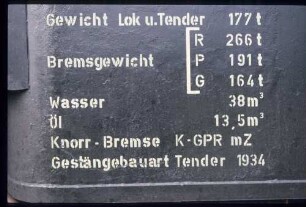 Gewicht Lok u. Tender 177 t
R 266 t
Bremsgewicht P 191 t
G 164 t
Wasser 38 m³
Öl 13,5 m³
Knorr-Bremse K-GPR mZ
Gestängebauart Tender 1934